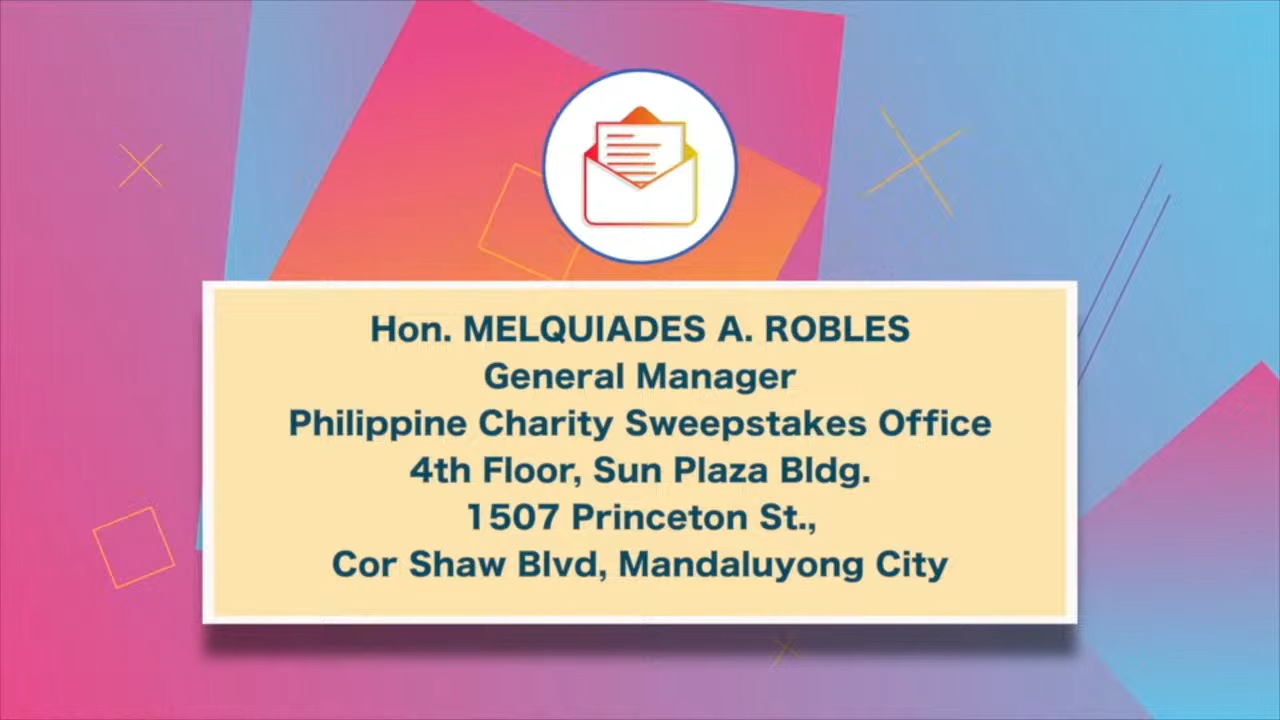 Hon. MELQUIADES A. ROBLES
General Manager
Philippine Charity Sweepstakes Office
4th Floor, Sun Plaza Bldg.
1507 Princeton St.,
Cor Shaw Blvd, Mandaluyong City